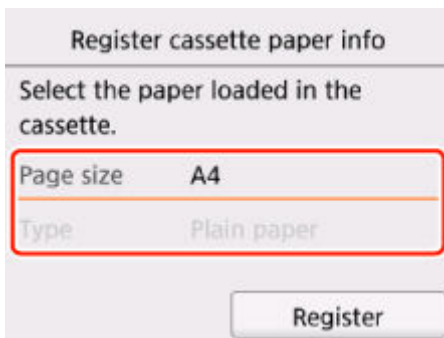 Register cassette paper info
Select the paper loaded in the
cassette.
Page size A4
Type Plain paper
Register